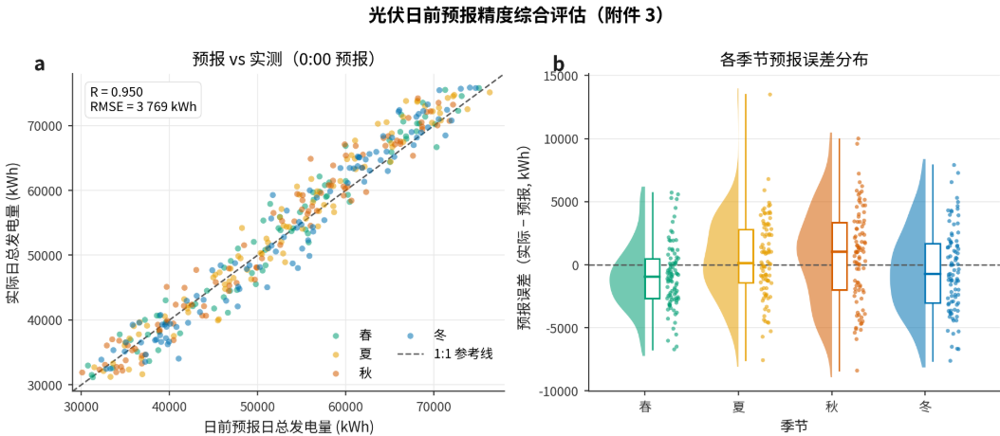 光伏日前预报精度综合评估（附件 3）
a
预报 vs 实测（0:00 预报）
R = 0.950
RMSE = 3 769 kWh
实际日总发电量 (kWh)
70000
60000
50000
40000
30000
30000 40000 50000 60000 70000
日前预报日总发电量 (kWh)
春
夏
秋
冬
1:1 参考线
b
各季节预报误差分布
预报误差（实际 − 预报, kWh）
15000
10000
5000
0
-5000
-10000
春 夏 秋 冬
季节